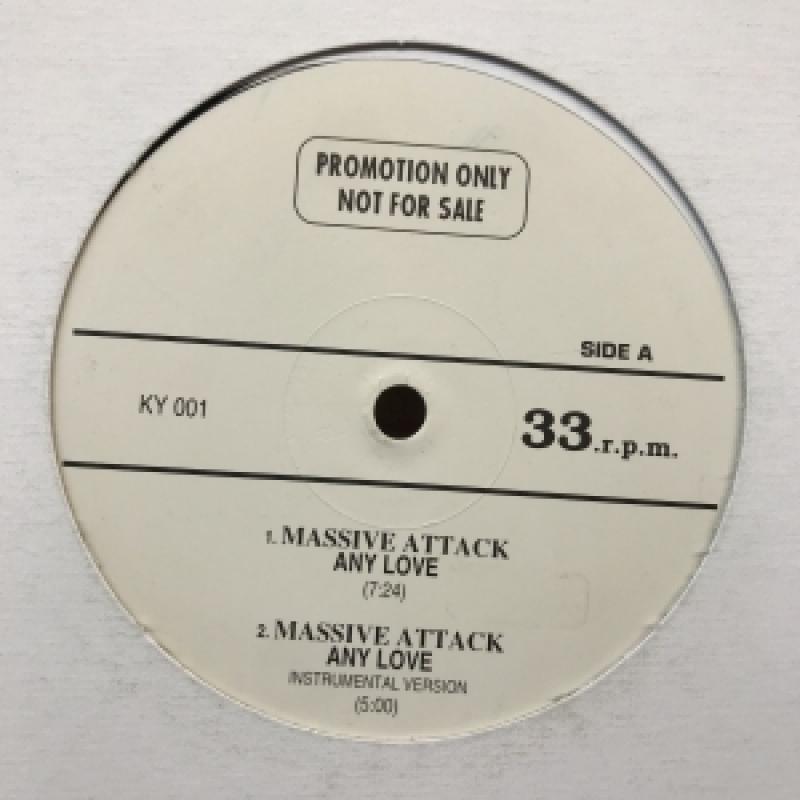 PROMOTION ONLY
NOT FOR SALE
SIDE A
KY 001
33.r.p.m.
1. MASSIVE ATTACK
ANY LOVE
(7:24)
2. MASSIVE ATTACK
ANY LOVE
INSTRUMENTAL VERSION
(5:00)